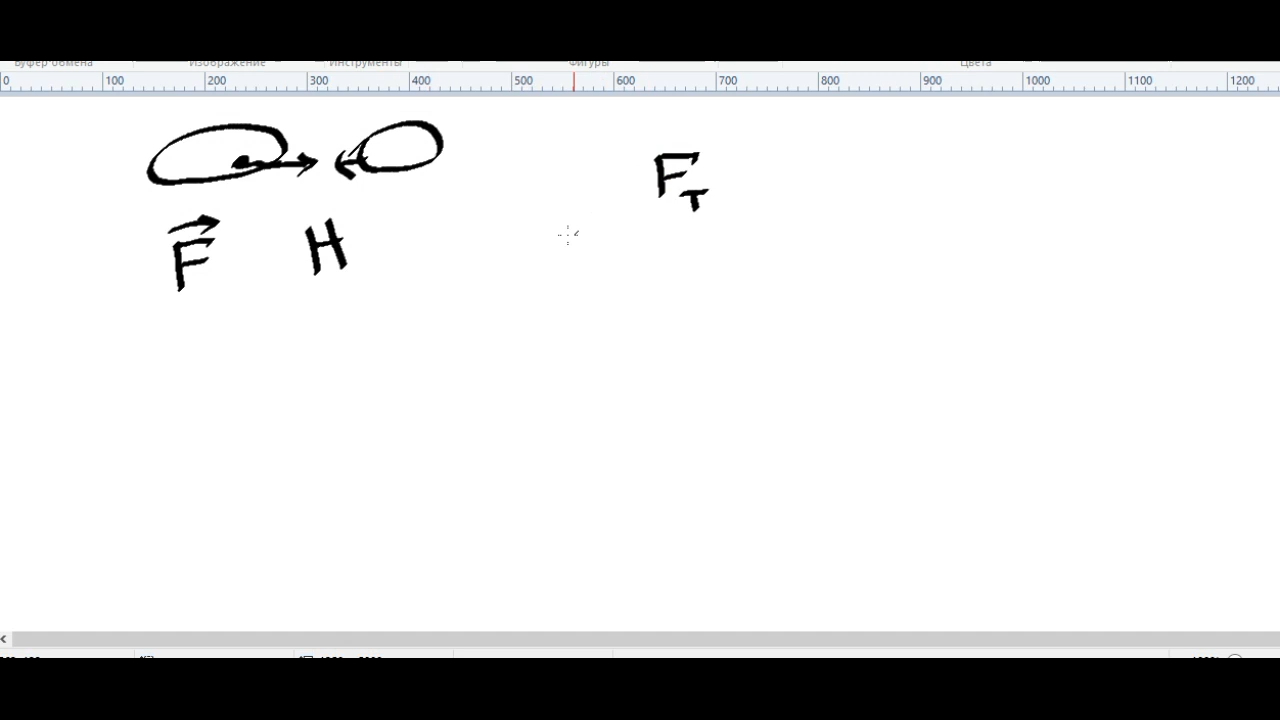 Буфер обмена Изображение Инструменты Фигуры Цвета
0 100 200 300 400 500 600 700 800 900 1000 1100 1200
F_T
F⃗ Н